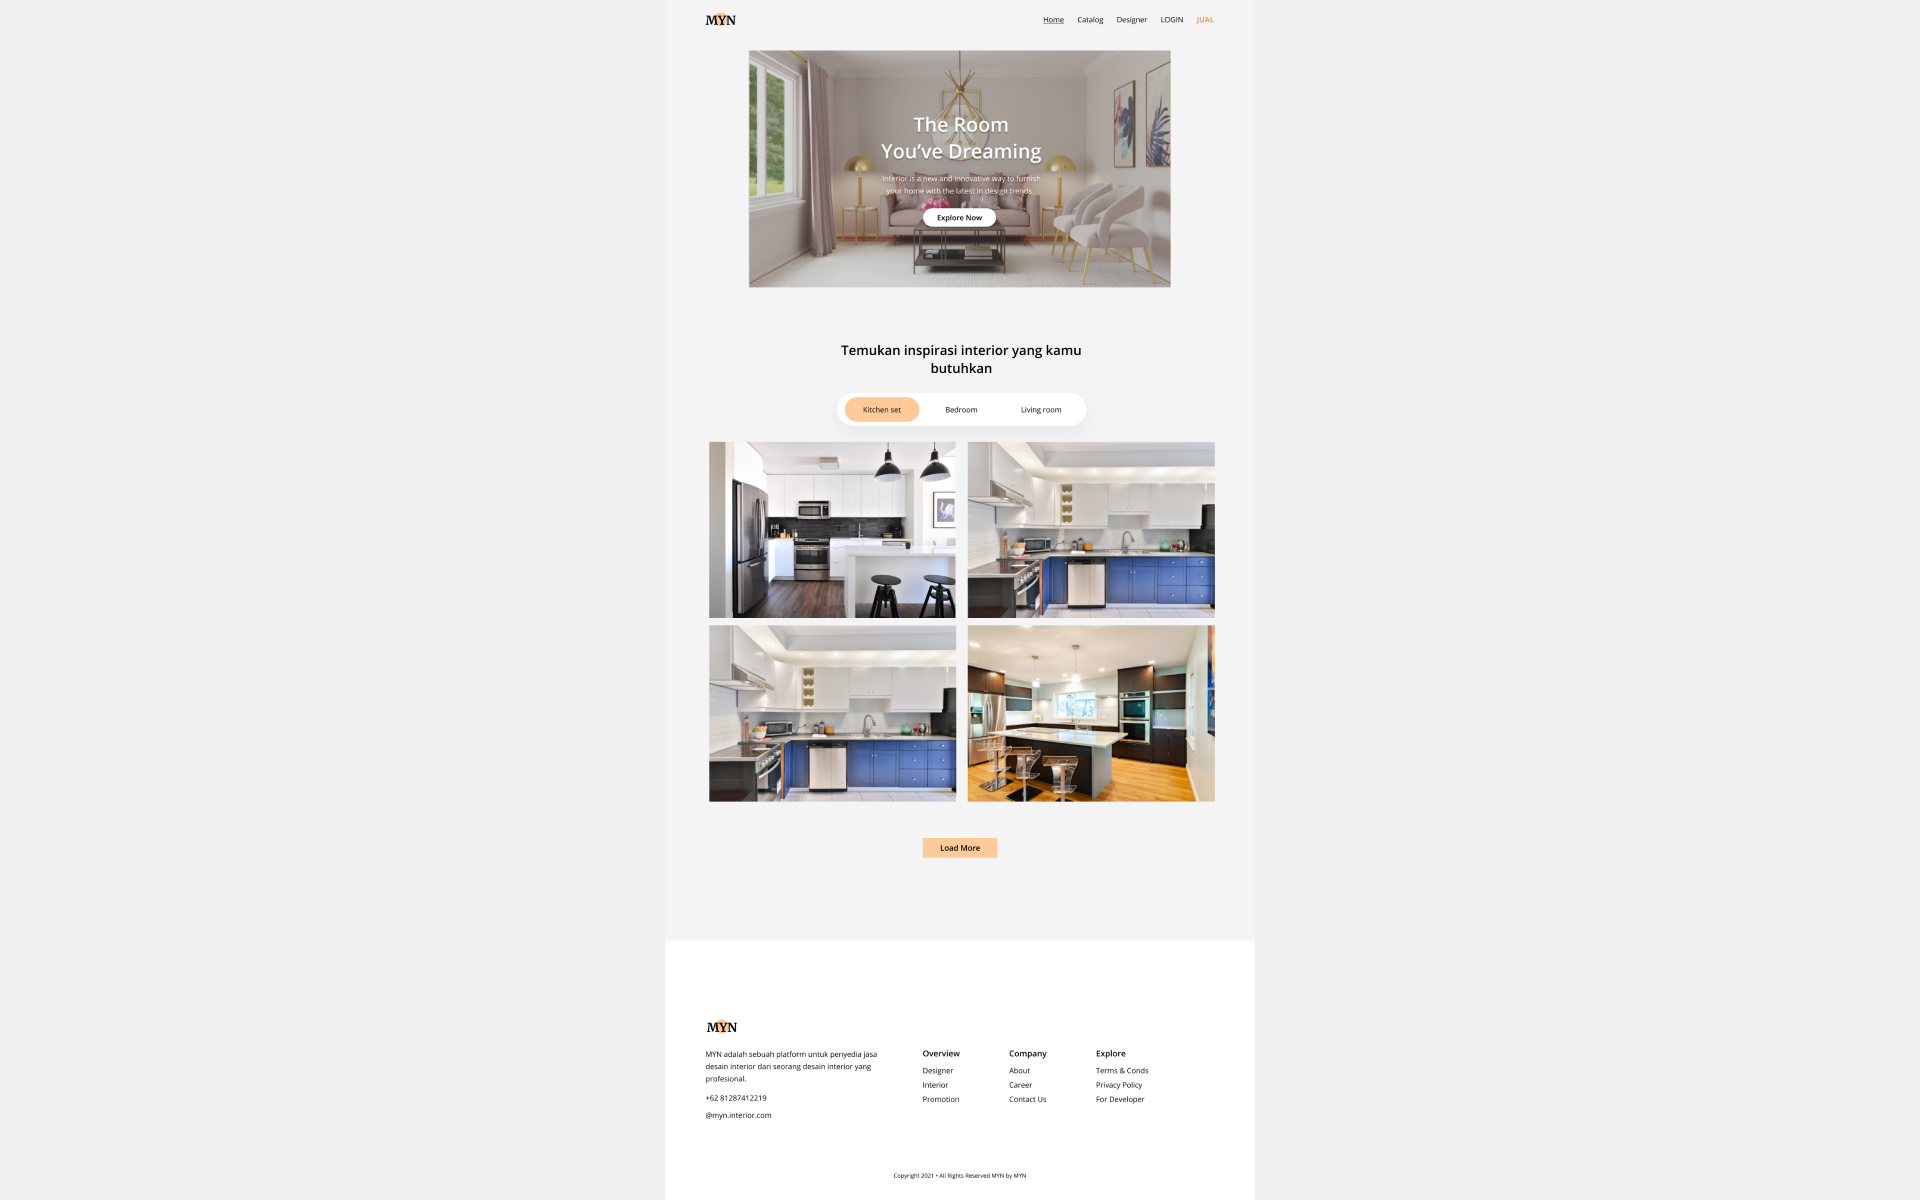 MYN
Home Catalog Designer LOGIN JUAL
The Room
You’ve Dreaming
Interior is a new and innovative way to furnish
your home with the latest in design trends.
Explore Now
Temukan inspirasi interior yang kamu
butuhkan
Kitchen set Bedroom Living room
Load More
MYN
MYN adalah sebuah platform untuk penyedia jasa
desain interior dari seorang desain interior yang
profesional.
+62 81287412219
@myn.interior.com
Overview
Designer
Interior
Promotion
Company
About
Career
Contact Us
Explore
Terms & Conds
Privacy Policy
For Developer
Copyright 2021 • All Rights Reserved MYN by MYN